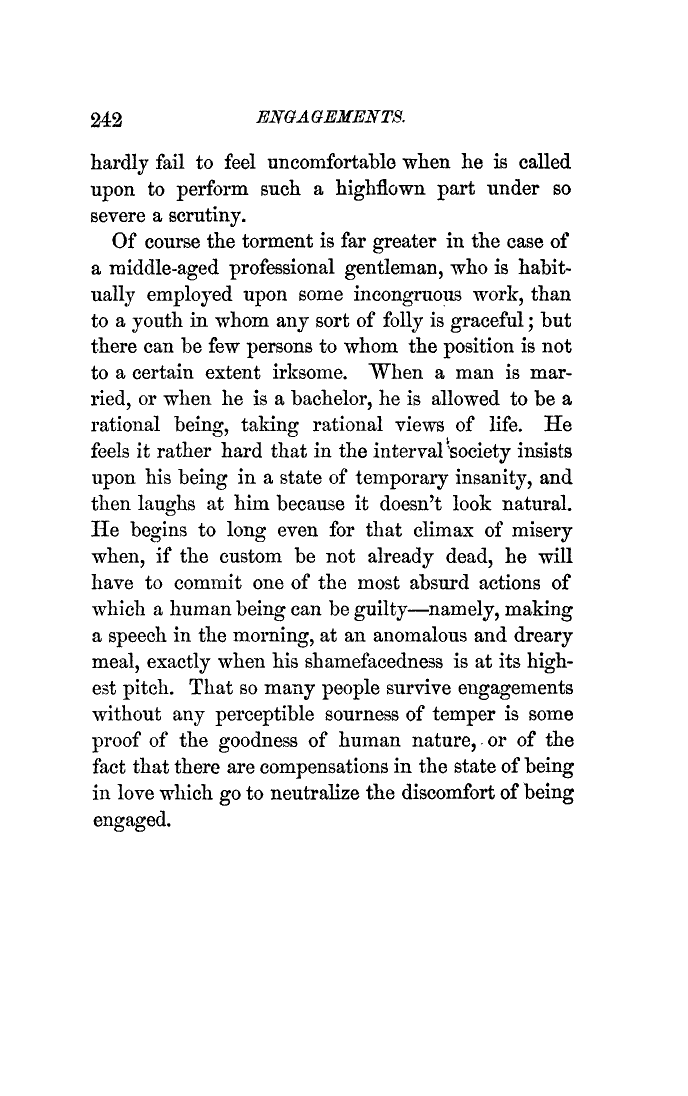 242 ENGAGEMENTS.
hardly fail to feel uncomfortable when he is called
upon to perform such a highflown part under so
severe a scrutiny.
Of course the torment is far greater in the case of
a middle-aged professional gentleman, who is habit-
ually employed upon some incongruous work, than
to a youth in whom any sort of folly is graceful; but
there can be few persons to whom the position is not
to a certain extent irksome. When a man is mar-
ried, or when he is a bachelor, he is allowed to be a
rational being, taking rational views of life. He
feels it rather hard that in the interval society insists
upon his being in a state of temporary insanity, and
then laughs at him because it doesn't look natural.
He begins to long even for that climax of misery
when, if the custom be not already dead, he will
have to commit one of the most absurd actions of
which a human being can be guilty—namely, making
a speech in the morning, at an anomalous and dreary
meal, exactly when his shamefacedness is at its high-
est pitch. That so many people survive engagements
without any perceptible sourness of temper is some
proof of the goodness of human nature, or of the
fact that there are compensations in the state of being
in love which go to neutralize the discomfort of being
engaged.